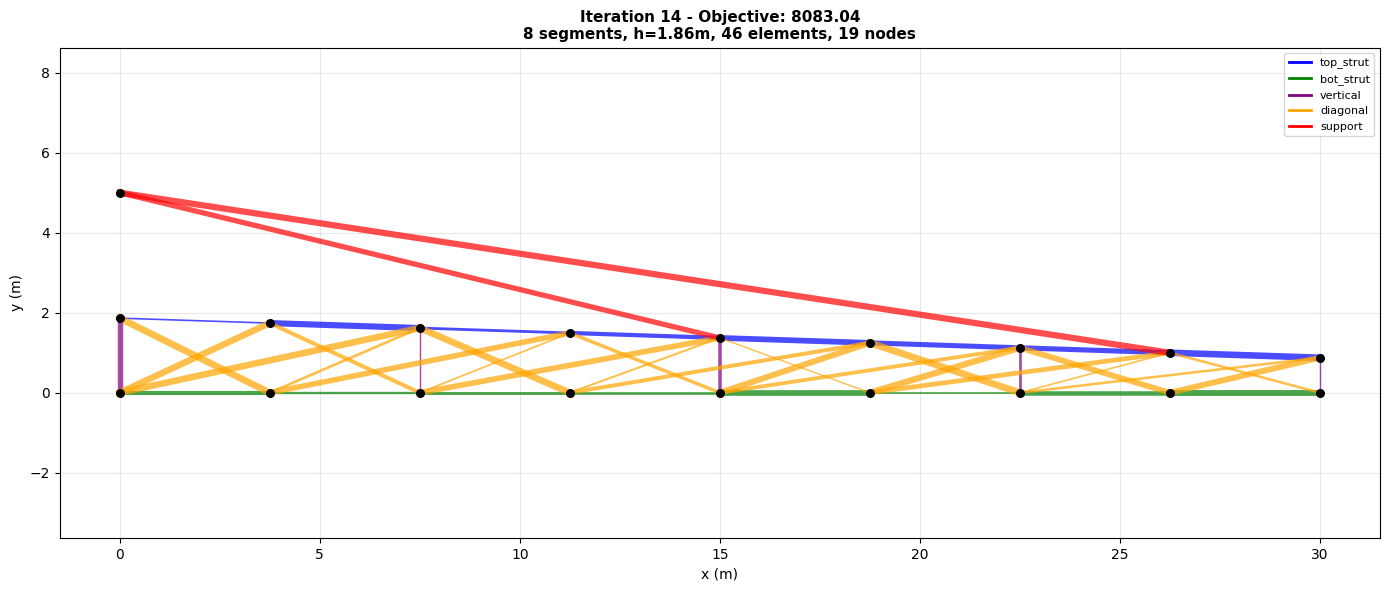 Iteration 14 - Objective: 8083.04
8 segments, h=1.86m, 46 elements, 19 nodes
top_strut
bot_strut
vertical
diagonal
support
8
6
4
2
0
−2
y (m)
0
5
10
15
20
25
30
x (m)